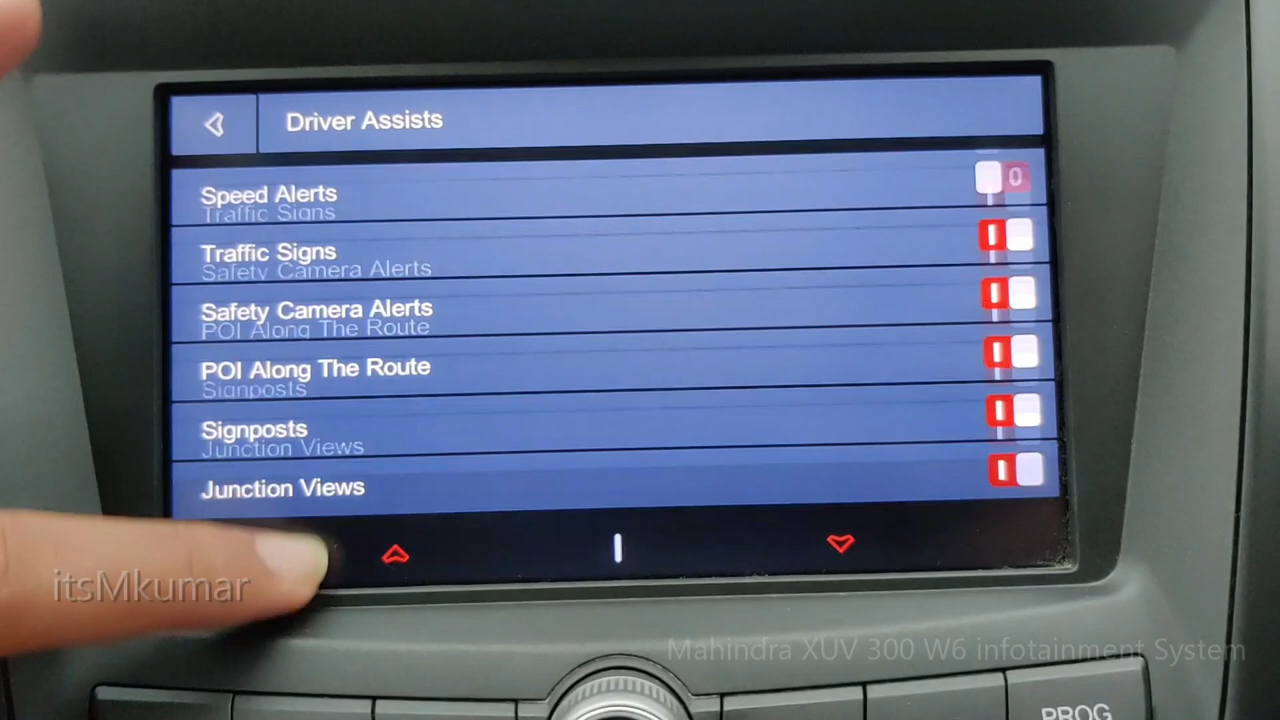 Driver Assists
Speed Alerts
0
Traffic Signs
Traffic Signs
I
Safety Camera Alerts
Safety Camera Alerts
I
POI Along The Route
POI Along The Route
I
Signposts
Signposts
I
Junction Views
Junction Views
I
itsMkumar
Mahindra XUV 300 W6 infotainment System
PROG